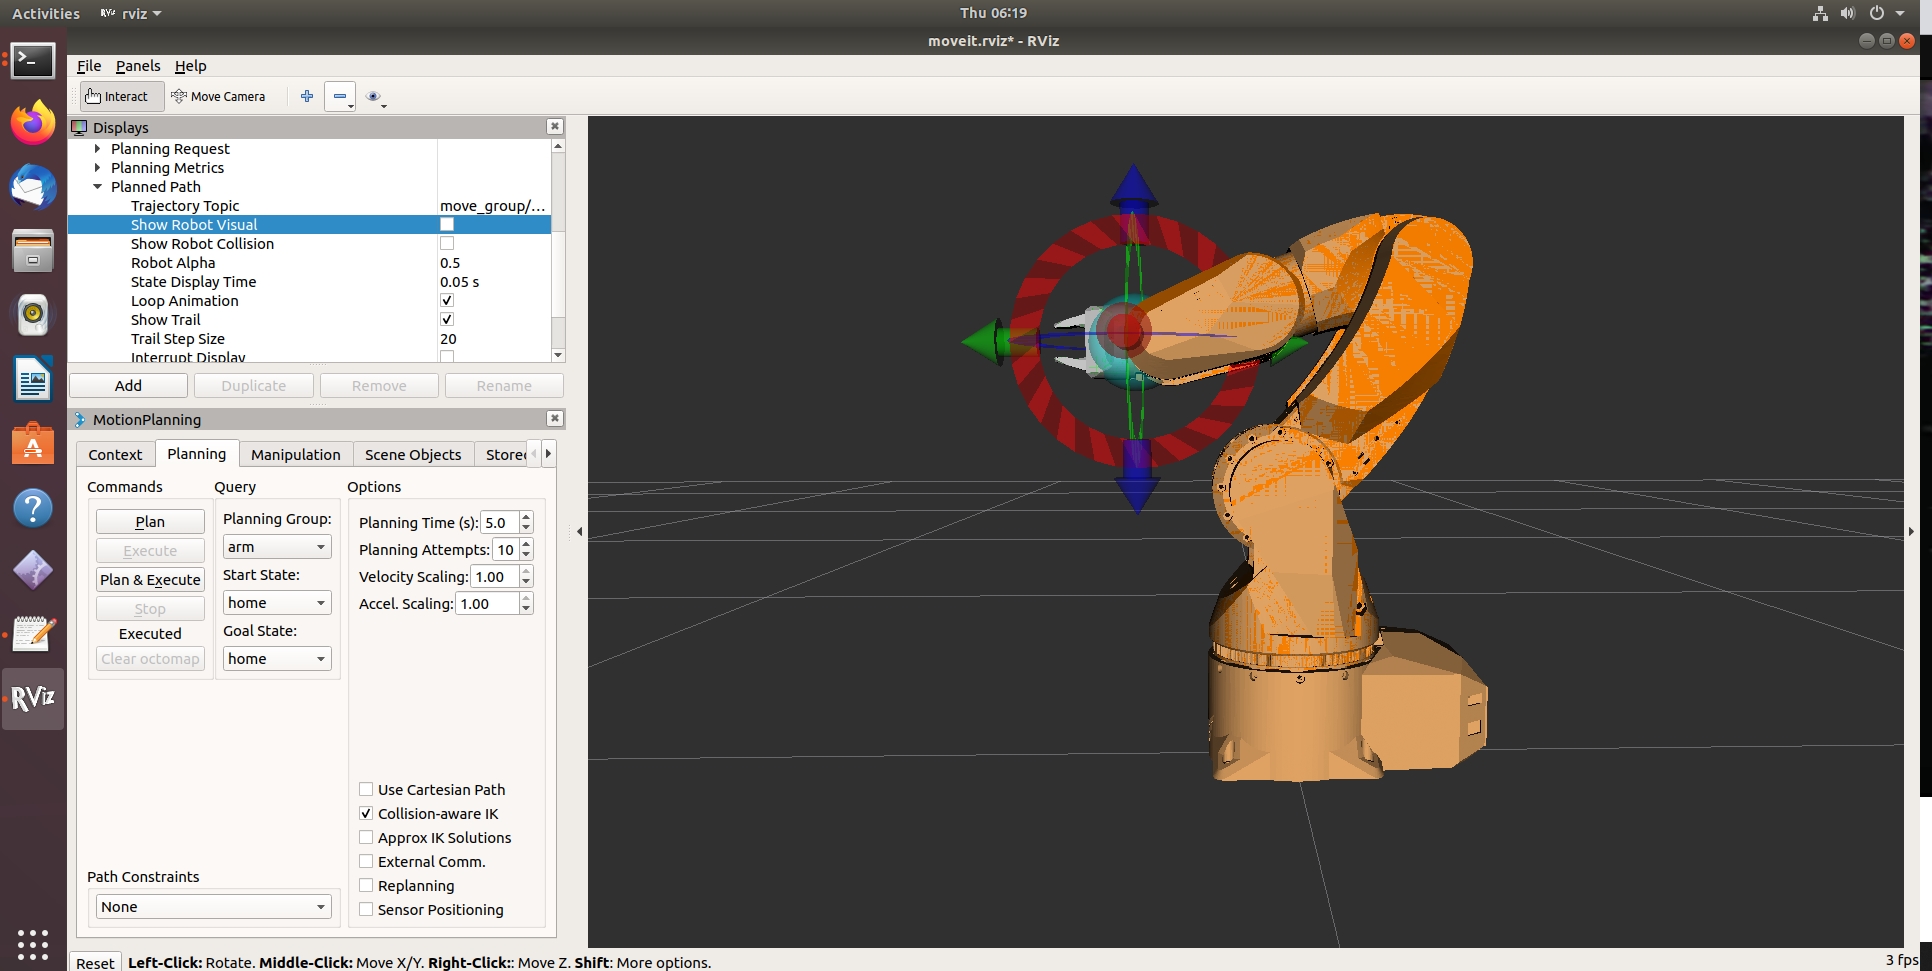 Activities RViz rviz Thu 06:19
moveit.rviz* - RViz
File Panels Help
Interact Move Camera
Displays
Planning Request
Planning Metrics
Planned Path
Trajectory Topic move_group/...
Show Robot Visual
Show Robot Collision
Robot Alpha 0.5
State Display Time 0.05 s
Loop Animation
Show Trail
Trail Step Size 20
Interrupt Display
Add Duplicate Remove Rename
MotionPlanning
Context Planning Manipulation Scene Objects Store
Commands Query Options
Plan
Execute
Plan & Execute
Stop
Executed
Clear octomap
Planning Group:
arm
Start State:
home
Goal State:
home
Planning Time (s): 5.0
Planning Attempts: 10
Velocity Scaling: 1.00
Accel. Scaling: 1.00
Use Cartesian Path
Collision-aware IK
Approx IK Solutions
External Comm.
Replanning
Sensor Positioning
Path Constraints
None
RViz
Reset Left-Click: Rotate. Middle-Click: Move X/Y. Right-Click:: Move Z. Shift: More options. 3 fps